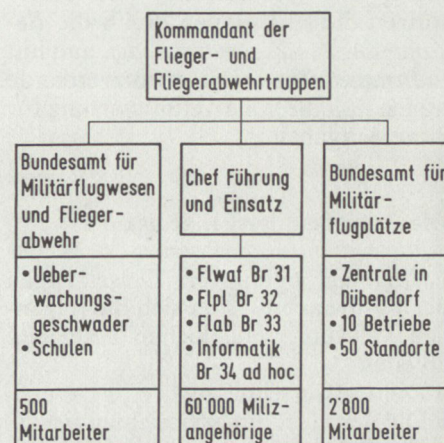 Kommandant der
Flieger- und
Fliegerabwehrtruppen
Bundesamt für
Militärflugwesen
und Flieger-
abwehr
• Ueber-
wachungs-
geschwader
• Schulen
500
Mitarbeiter
Chef Führung
und Einsatz
• Flwaf Br 31
• Flpl Br 32
• Flab Br 33
• Informatik
Br 34 ad hoc
60'000 Miliz-
angehörige
Bundesamt für
Militär-
flugplätze
• Zentrale in
Dübendorf
• 10 Betriebe
• 50 Standorte
2'800
Mitarbeiter